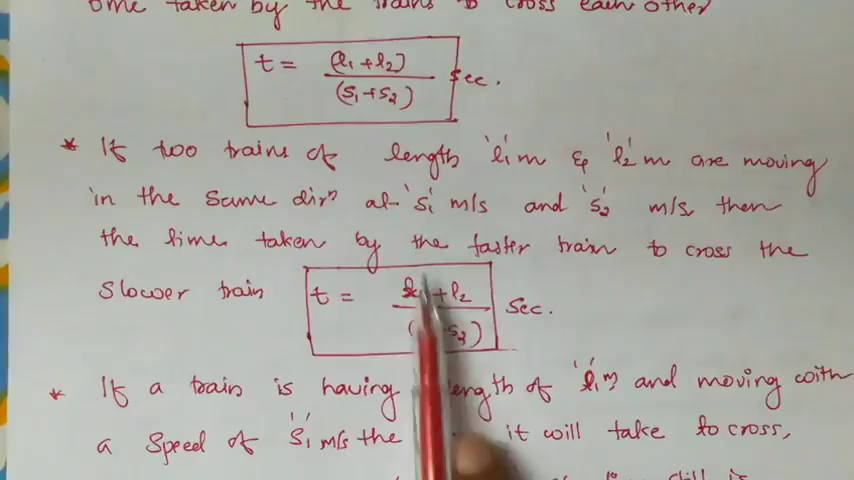 taken by the trains to cross each other
t = (l₁+l₂) / (s₁+s₂) sec.
* If two trains of length 'l₁'m & 'l₂'m are moving
in the same dirⁿ at 's₁' m/s and 's₂' m/s, then
the time taken by the faster train to cross the
slower train t = + l₂ / s₂) sec.
* If a train is having length of 'l₁'m and moving with
a speed of 's₁' m/s the it will take to cross,